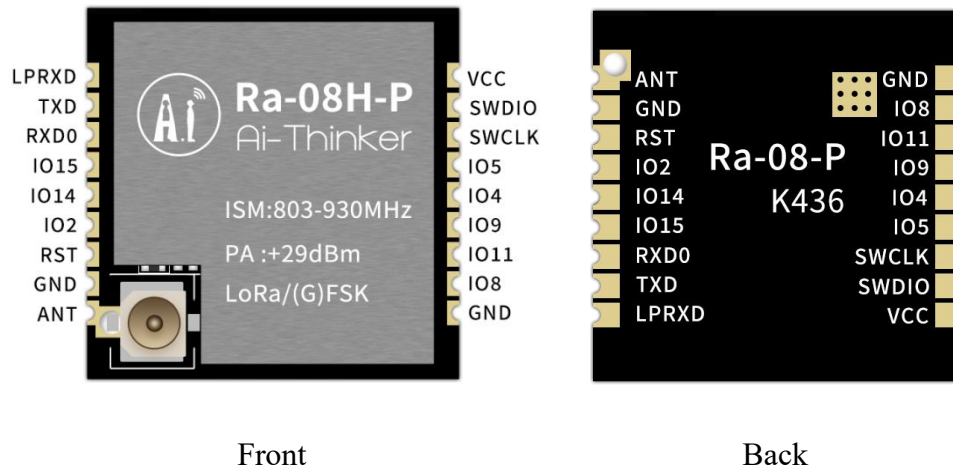 LPRXD
TXD
RXD0
IO15
IO14
IO2
RST
GND
ANT
A.i
Ra-08H-P
Ai-Thinker
ISM:803-930MHz
PA :+29dBm
LoRa/(G)FSK
VCC
SWDIO
SWCLK
IO5
IO4
IO9
IO11
IO8
GND
Front
ANT
GND
RST
IO2
IO14
IO15
RXD0
TXD
LPRXD
Ra-08-P
K436
GND
IO8
IO11
IO9
IO4
IO5
SWCLK
SWDIO
VCC
Back